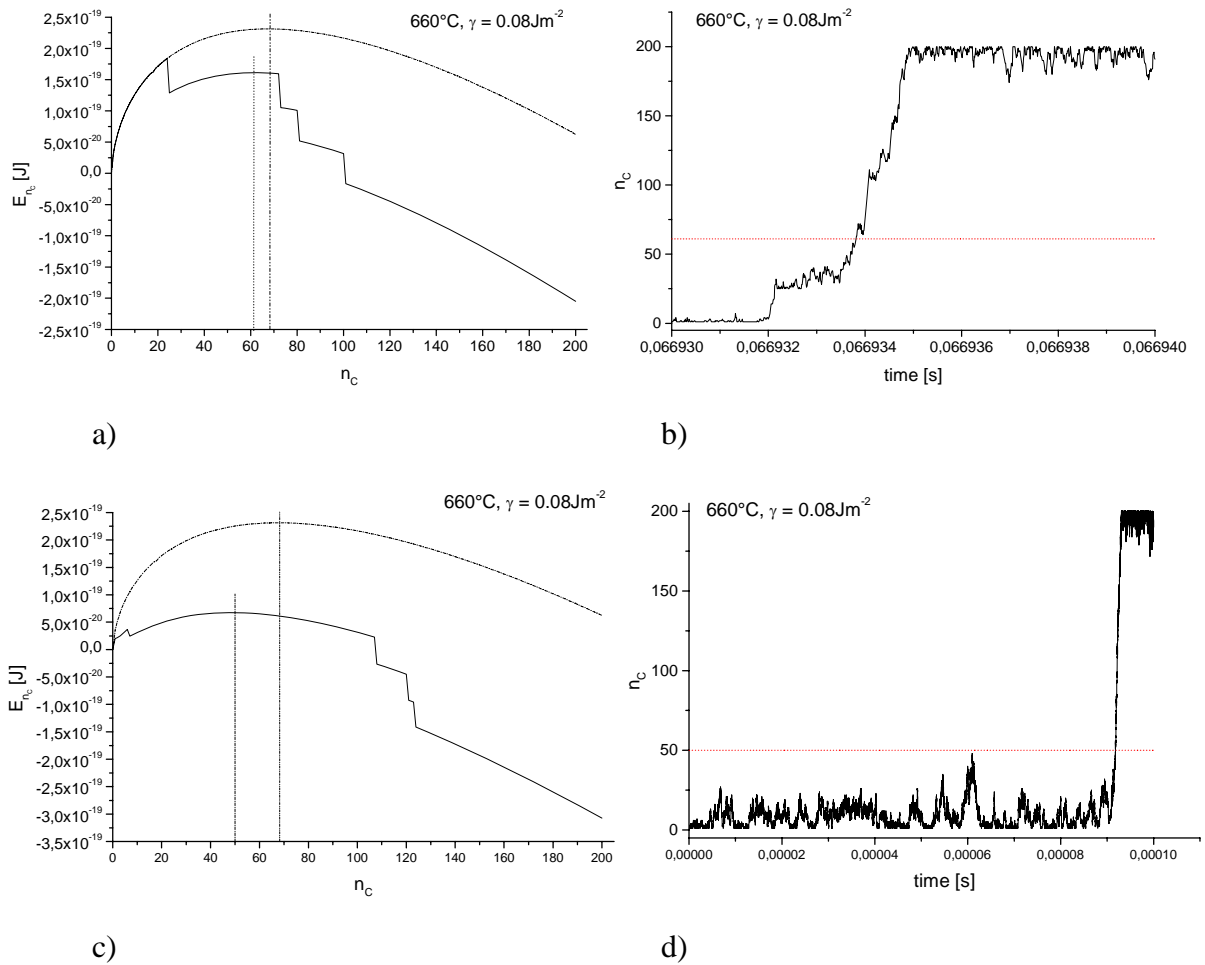 660°C, γ = 0.08Jm⁻²
2,5x10⁻¹⁹
2,0x10⁻¹⁹
1,5x10⁻¹⁹
1,0x10⁻¹⁹
5,0x10⁻²⁰
0,0
-5,0x10⁻²⁰
-1,0x10⁻¹⁹
-1,5x10⁻¹⁹
-2,0x10⁻¹⁹
2,5x10⁻¹⁹
E_nc [J]
0 20 40 60 80 100 120 140 160 180 200
n_C
a)
660°C, γ = 0.08Jm⁻²
200
150
100
50
0
n_C
0,066930 0,066932 0,066934 0,066936 0,066938 0,066940
time [s]
b)
660°C, γ = 0.08Jm⁻²
2,5x10⁻¹⁹
2,0x10⁻¹⁹
1,5x10⁻¹⁹
1,0x10⁻¹⁹
5,0x10⁻²⁰
0,0
-5,0x10⁻²⁰
-1,0x10⁻¹⁹
-1,5x10⁻¹⁹
-2,0x10⁻¹⁹
-2,5x10⁻¹⁹
-3,0x10⁻¹⁹
-3,5x10⁻¹⁹
E_nc [J]
0 20 40 60 80 100 120 140 160 180 200
n_C
c)
660°C, γ = 0.08Jm⁻²
200
150
100
50
0
n_C
0,00000 0,00002 0,00004 0,00006 0,00008 0,00010
time [s]
d)